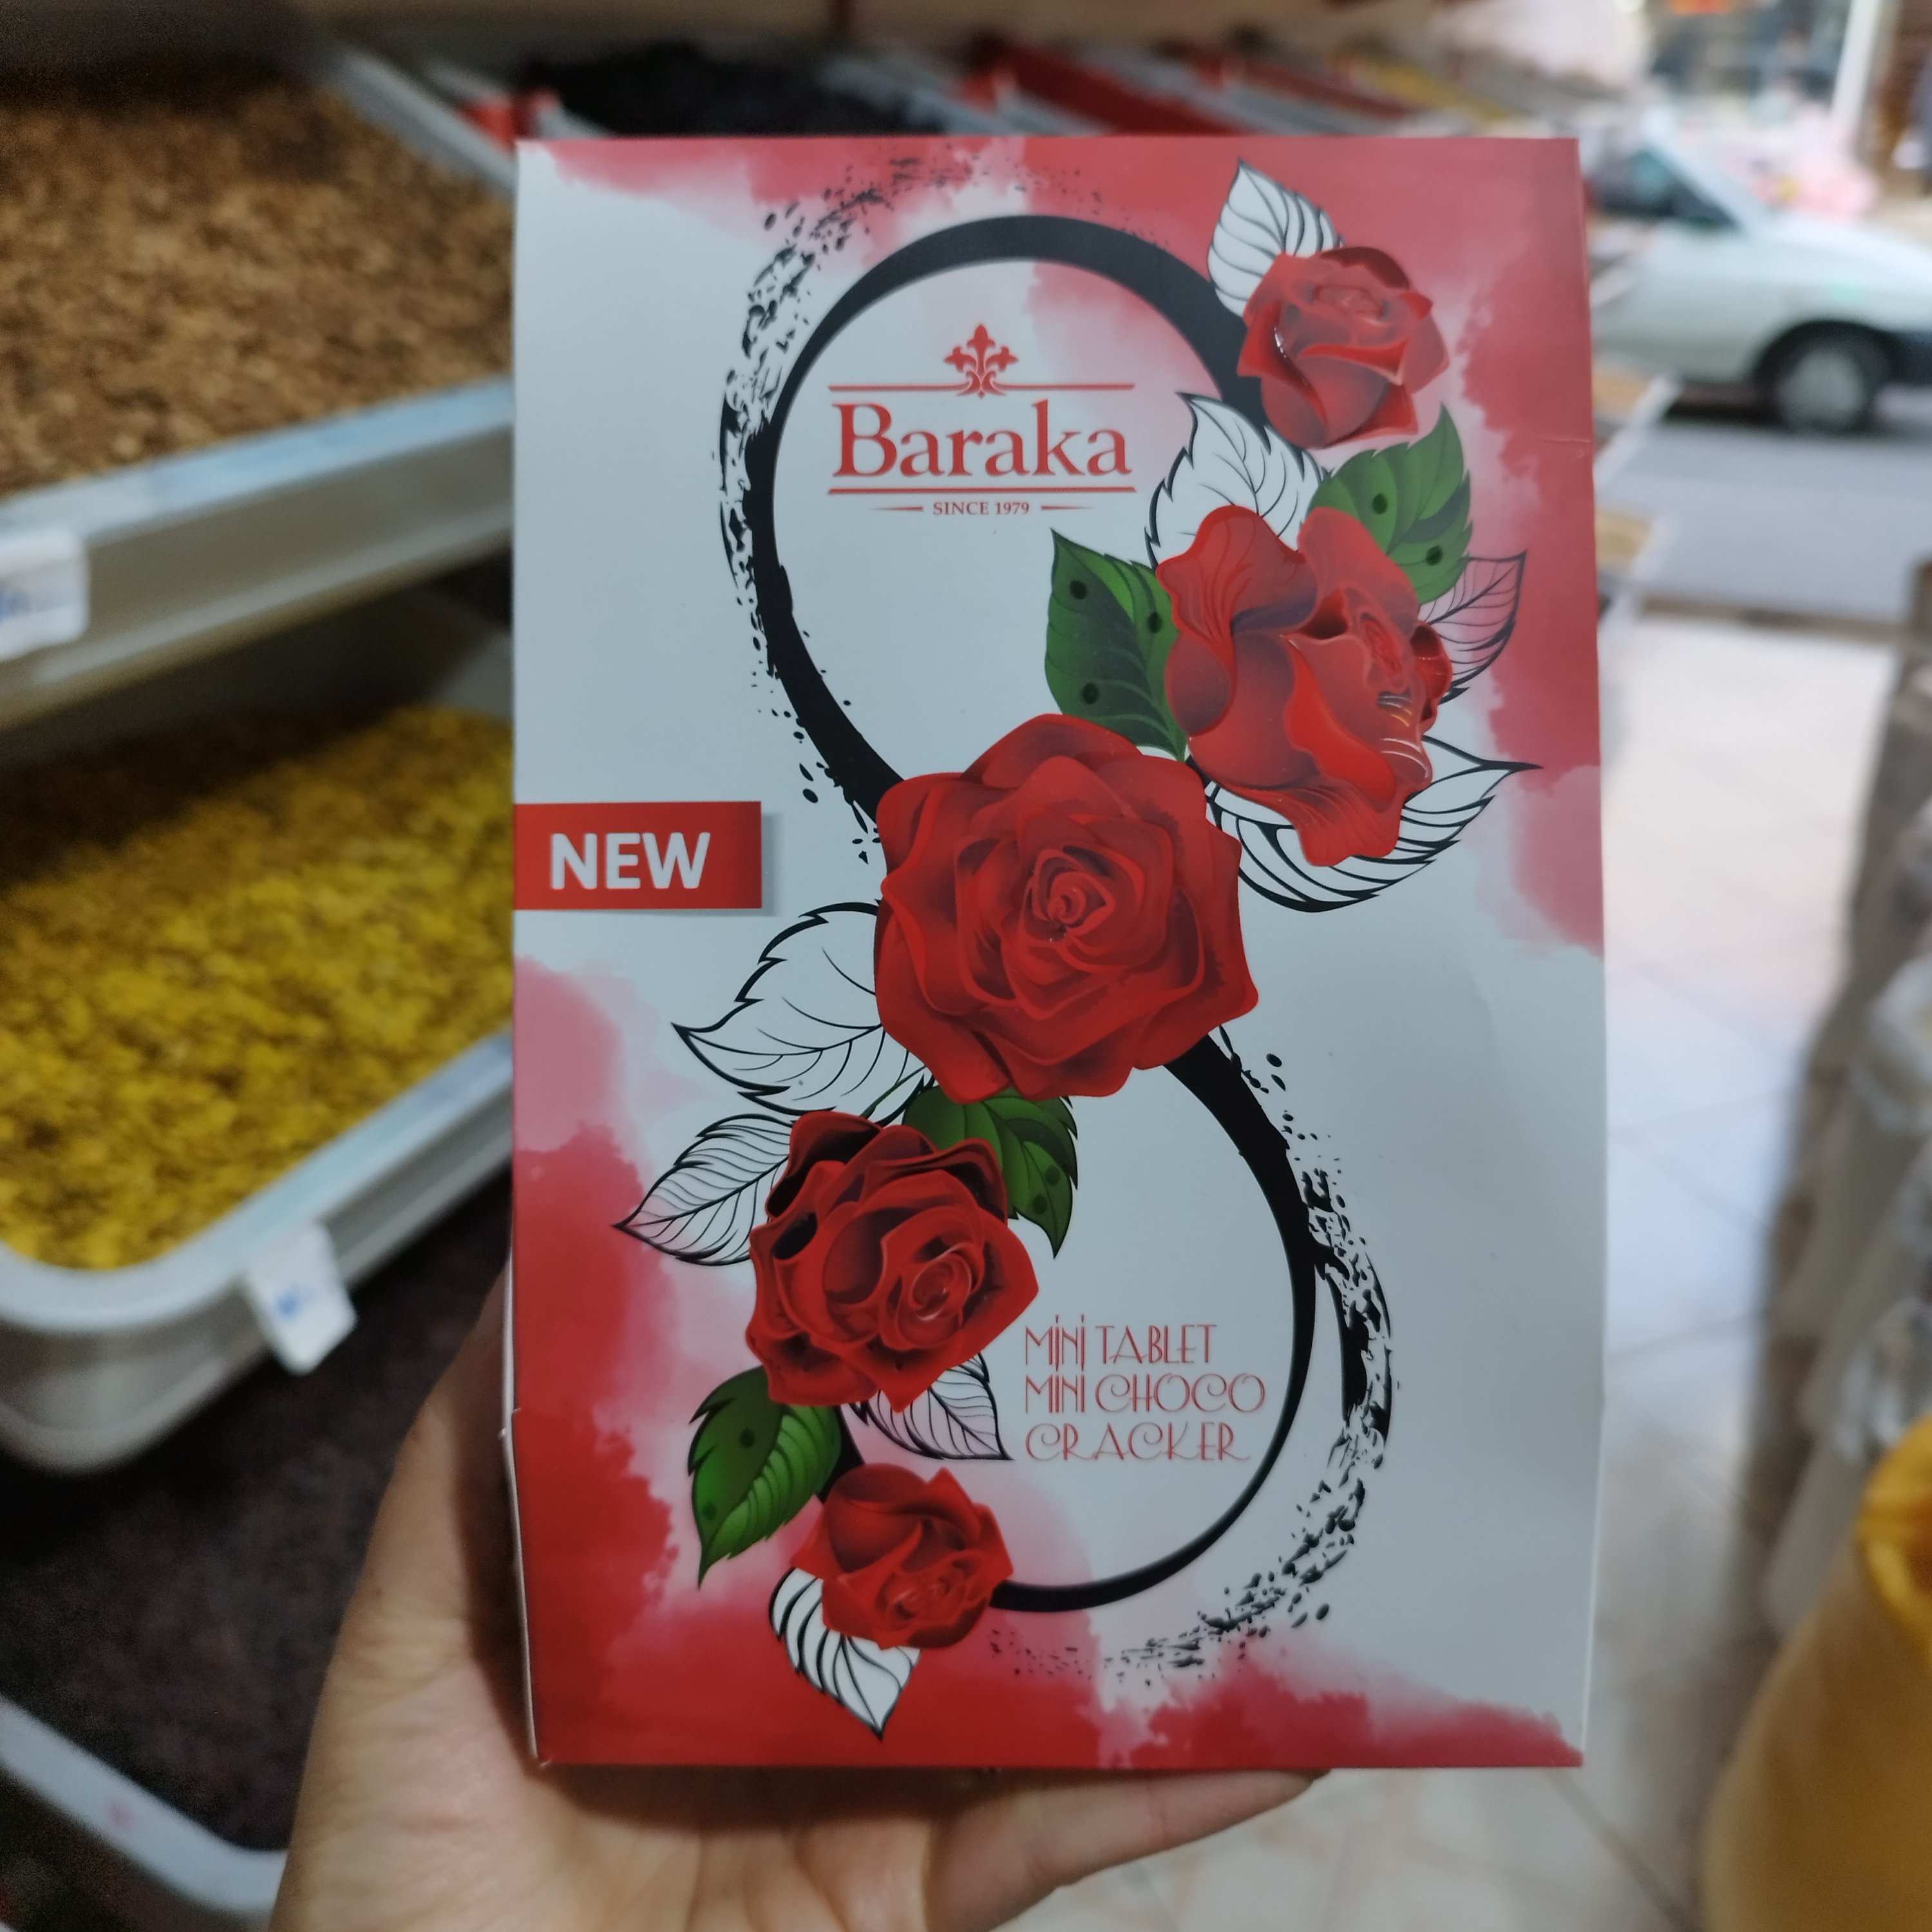 Baraka
SINCE 1979
NEW
MINI TABLET
MINI CHOCO
CRACKER